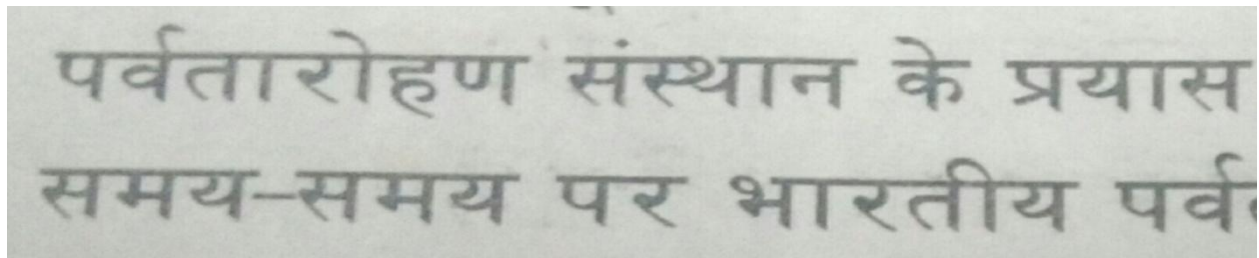 पर्वतारोहण संस्थान के प्रयास
समय-समय पर भारतीय